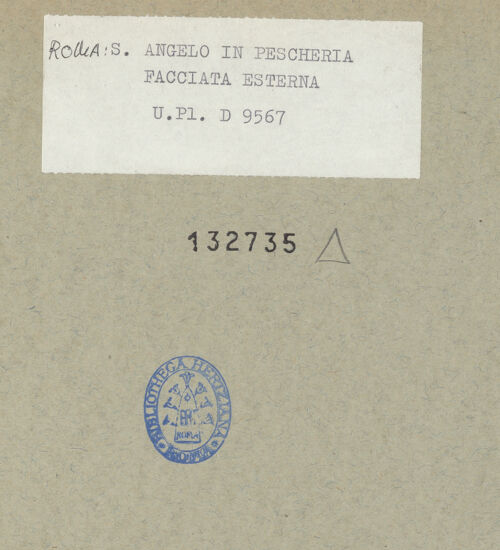 ROMA: S. ANGELO IN PESCHERIA
FACCIATA ESTERNA
U.Pl. D 9567
132735
BIBLIOTHECA HERTZIANA
ROMA